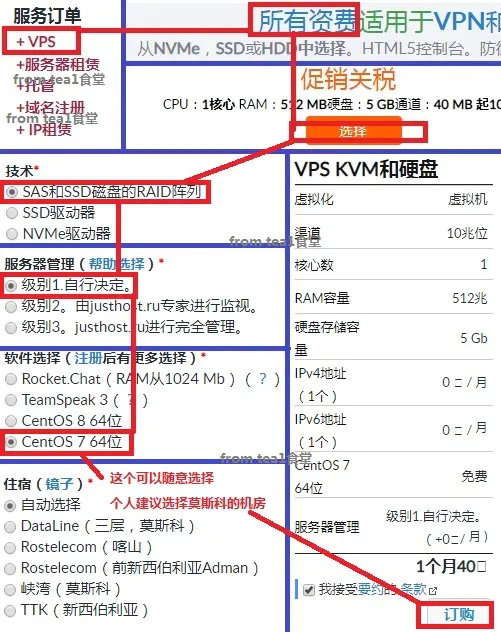 服务订单
+ VPS
+服务器租赁
from tea1食堂
+托管
+域名注册
from tea1食堂
+ IP租赁
所有资费适用于VPN和
从NVMe，SSD或HDD中选择。HTML5控制台。防御
促销关税
CPU：1核心 RAM：512 MB硬盘：5 GB通道：40 MB 起10
选择
技术*
SAS和SSD磁盘的RAID阵列
SSD驱动器
NVMe驱动器
服务器管理（帮助选择）*
级别1.自行决定。
级别2。由justhost.ru专家进行监视。
级别3。justhost.ru进行完全管理。
软件选择（注册后有更多选择）*
Rocket.Chat（RAM从1024 Mb）（？）
TeamSpeak 3（？）
CentOS 8 64位
CentOS 7 64位
住宿（镜子）*
自动选择
DataLine（三层，莫斯科）
Rostelecom（喀山）
Rostelecom（前新西伯利亚Adman）
峡湾（莫斯科）
TTK（新西伯利亚）
这个可以随意选择
个人建议选择莫斯科的机房
VPS KVM和硬盘
虚拟化 虚拟机
渠道 10兆位
from tea1食堂
核心数 1
RAM容量 512兆
硬盘存储容量 5 Gb
IPv4地址（1个） 0 / 月
IPv6地址（1个） 0 / 月
from tea1食堂
CentOS 7 64位 免费
服务器管理 级别1.自行决定。（+0 / 月）
1个月40
我接受要约的 条款
订购